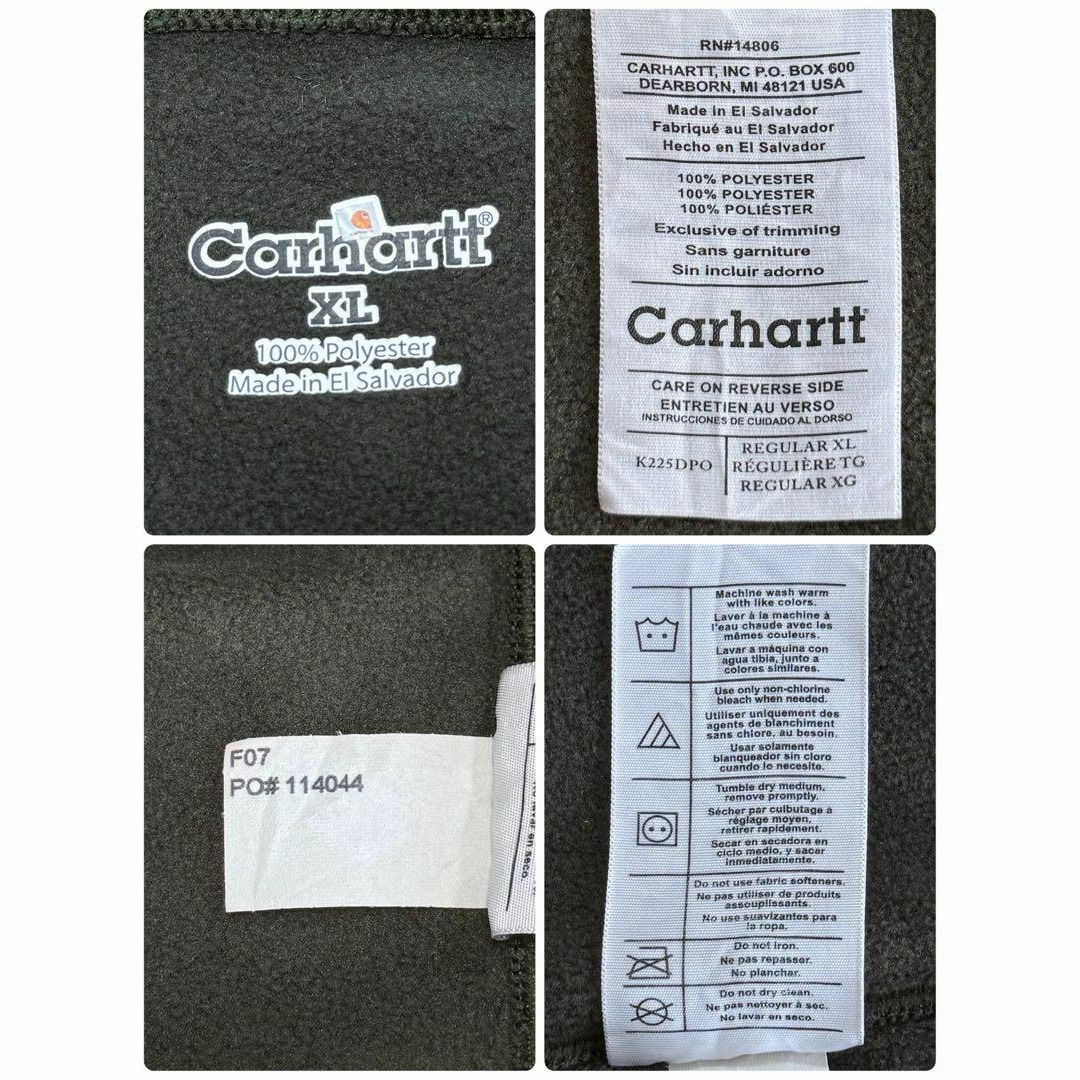 Carhartt®
XL
100% Polyester
Made in El Salvador
RN#14806
CARHARTT, INC P.O. BOX 600
DEARBORN, MI 48121 USA
Made in El Salvador
Fabriqué au El Salvador
Hecho en El Salvador
100% POLYESTER
100% POLYESTER
100% POLIÉSTER
Exclusive of trimming
Sans garniture
Sin incluir adorno
Carhartt
CARE ON REVERSE SIDE
ENTRETIEN AU VERSO
INSTRUCCIONES DE CUIDADO AL DORSO
K225DPO
REGULAR XL
RÉGULIÈRE TG
REGULAR XG
F07
PO# 114044
No lavar en seco
Machine wash warm
with like colors.
Laver à la machine à
l'eau chaude avec les
mêmes couleurs.
Lavar a máquina con
agua tibia, junto a
colores similares.
Use only non-chlorine
bleach when needed.
Utiliser uniquement des
agents de blanchiment
sans chlore, au besoin.
Usar solamente
blanqueador sin cloro
cuando lo necesite.
Tumble dry medium,
remove promptly.
Sécher par culbutage à
réglage moyen,
retirer rapidement.
Secar en secadora en
ciclo medio, y sacar
inmediatamente.
Do not use fabric softeners.
Ne pas utiliser de produits
assouplissants.
No use suavizantes para
la ropa.
Do not iron.
Ne pas repasser.
No planchar.
Do not dry clean.
Ne pas nettoyer à sec.
No lavar en seco.